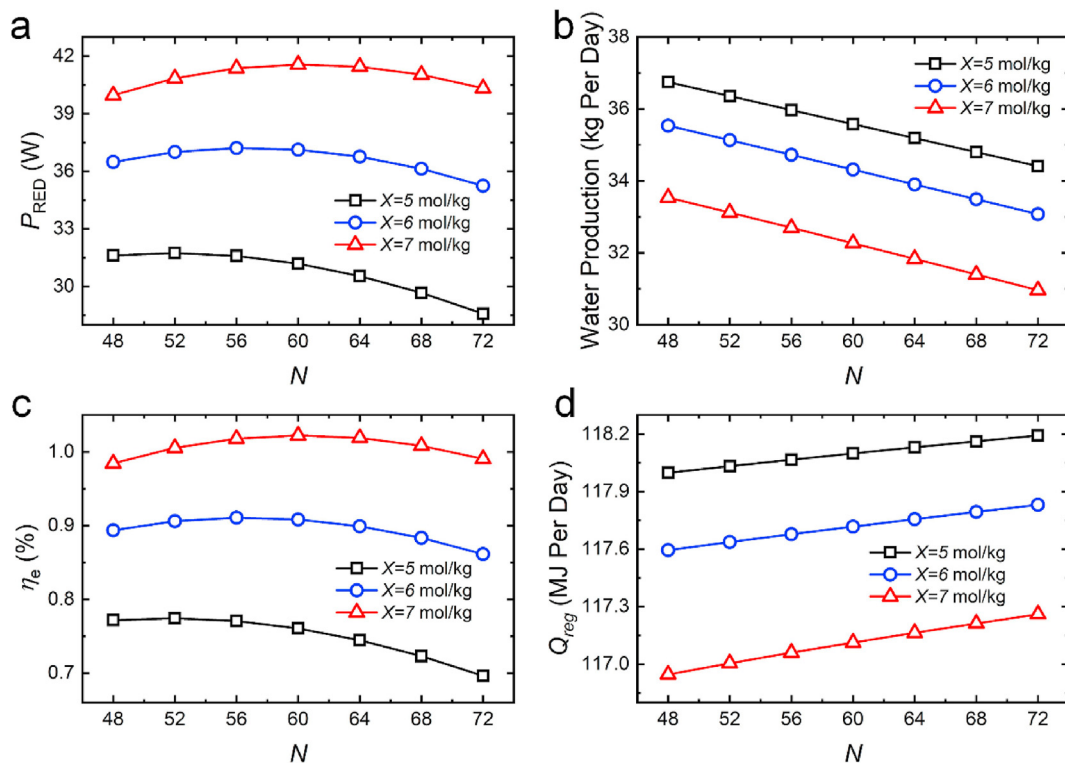 a
42
39
36
33
30
P_RED (W)
X=5 mol/kg
X=6 mol/kg
X=7 mol/kg
48 52 56 60 64 68 72
N
b
36
34
32
30
Water Production (kg Per Day)
X=5 mol/kg
X=6 mol/kg
X=7 mol/kg
48 52 56 60 64 68 72
N
c
1.0
0.9
0.8
0.7
η_e (%)
X=5 mol/kg
X=6 mol/kg
X=7 mol/kg
48 52 56 60 64 68 72
N
d
118.2
117.9
117.6
117.3
117.0
Q_reg (MJ Per Day)
X=5 mol/kg
X=6 mol/kg
X=7 mol/kg
48 52 56 60 64 68 72
N